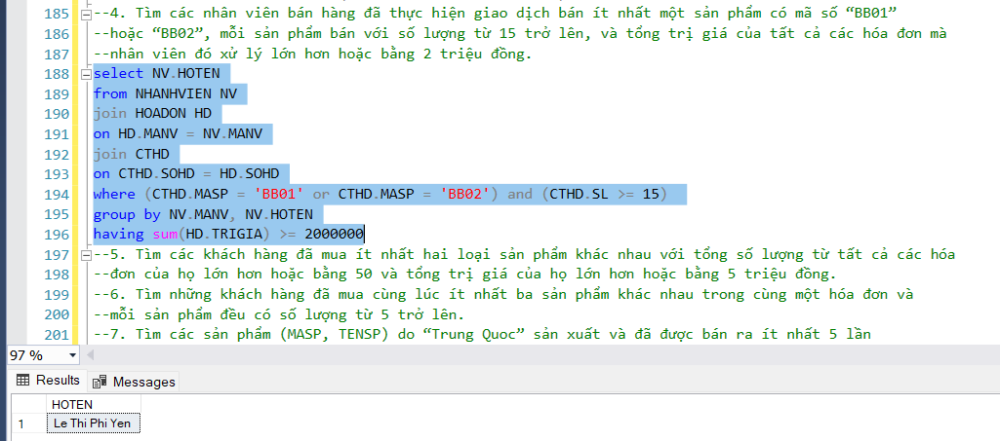 185 --4. Tìm các nhân viên bán hàng đã thực hiện giao dịch bán ít nhất một sản phẩm có mã số “BB01”
186 --hoặc “BB02”, mỗi sản phẩm bán với số lượng từ 15 trở lên, và tổng trị giá của tất cả các hóa đơn mà
187 --nhân viên đó xử lý lớn hơn hoặc bằng 2 triệu đồng.
188 select NV.HOTEN
189 from NHANHVIEN NV
190 join HOADON HD
191 on HD.MANV = NV.MANV
192 join CTHD
193 on CTHD.SOHD = HD.SOHD
194 where (CTHD.MASP = 'BB01' or CTHD.MASP = 'BB02') and (CTHD.SL >= 15)
195 group by NV.MANV, NV.HOTEN
196 having sum(HD.TRIGIA) >= 2000000
197 --5. Tìm các khách hàng đã mua ít nhất hai loại sản phẩm khác nhau với tổng số lượng từ tất cả các hóa
198 --đơn của họ lớn hơn hoặc bằng 50 và tổng trị giá của họ lớn hơn hoặc bằng 5 triệu đồng.
199 --6. Tìm những khách hàng đã mua cùng lúc ít nhất ba sản phẩm khác nhau trong cùng một hóa đơn và
200 --mỗi sản phẩm đều có số lượng từ 5 trở lên.
201 --7. Tìm các sản phẩm (MASP, TENSP) do “Trung Quoc” sản xuất và đã được bán ra ít nhất 5 lần
97 %
Results Messages
HOTEN
1 Le Thi Phi Yen